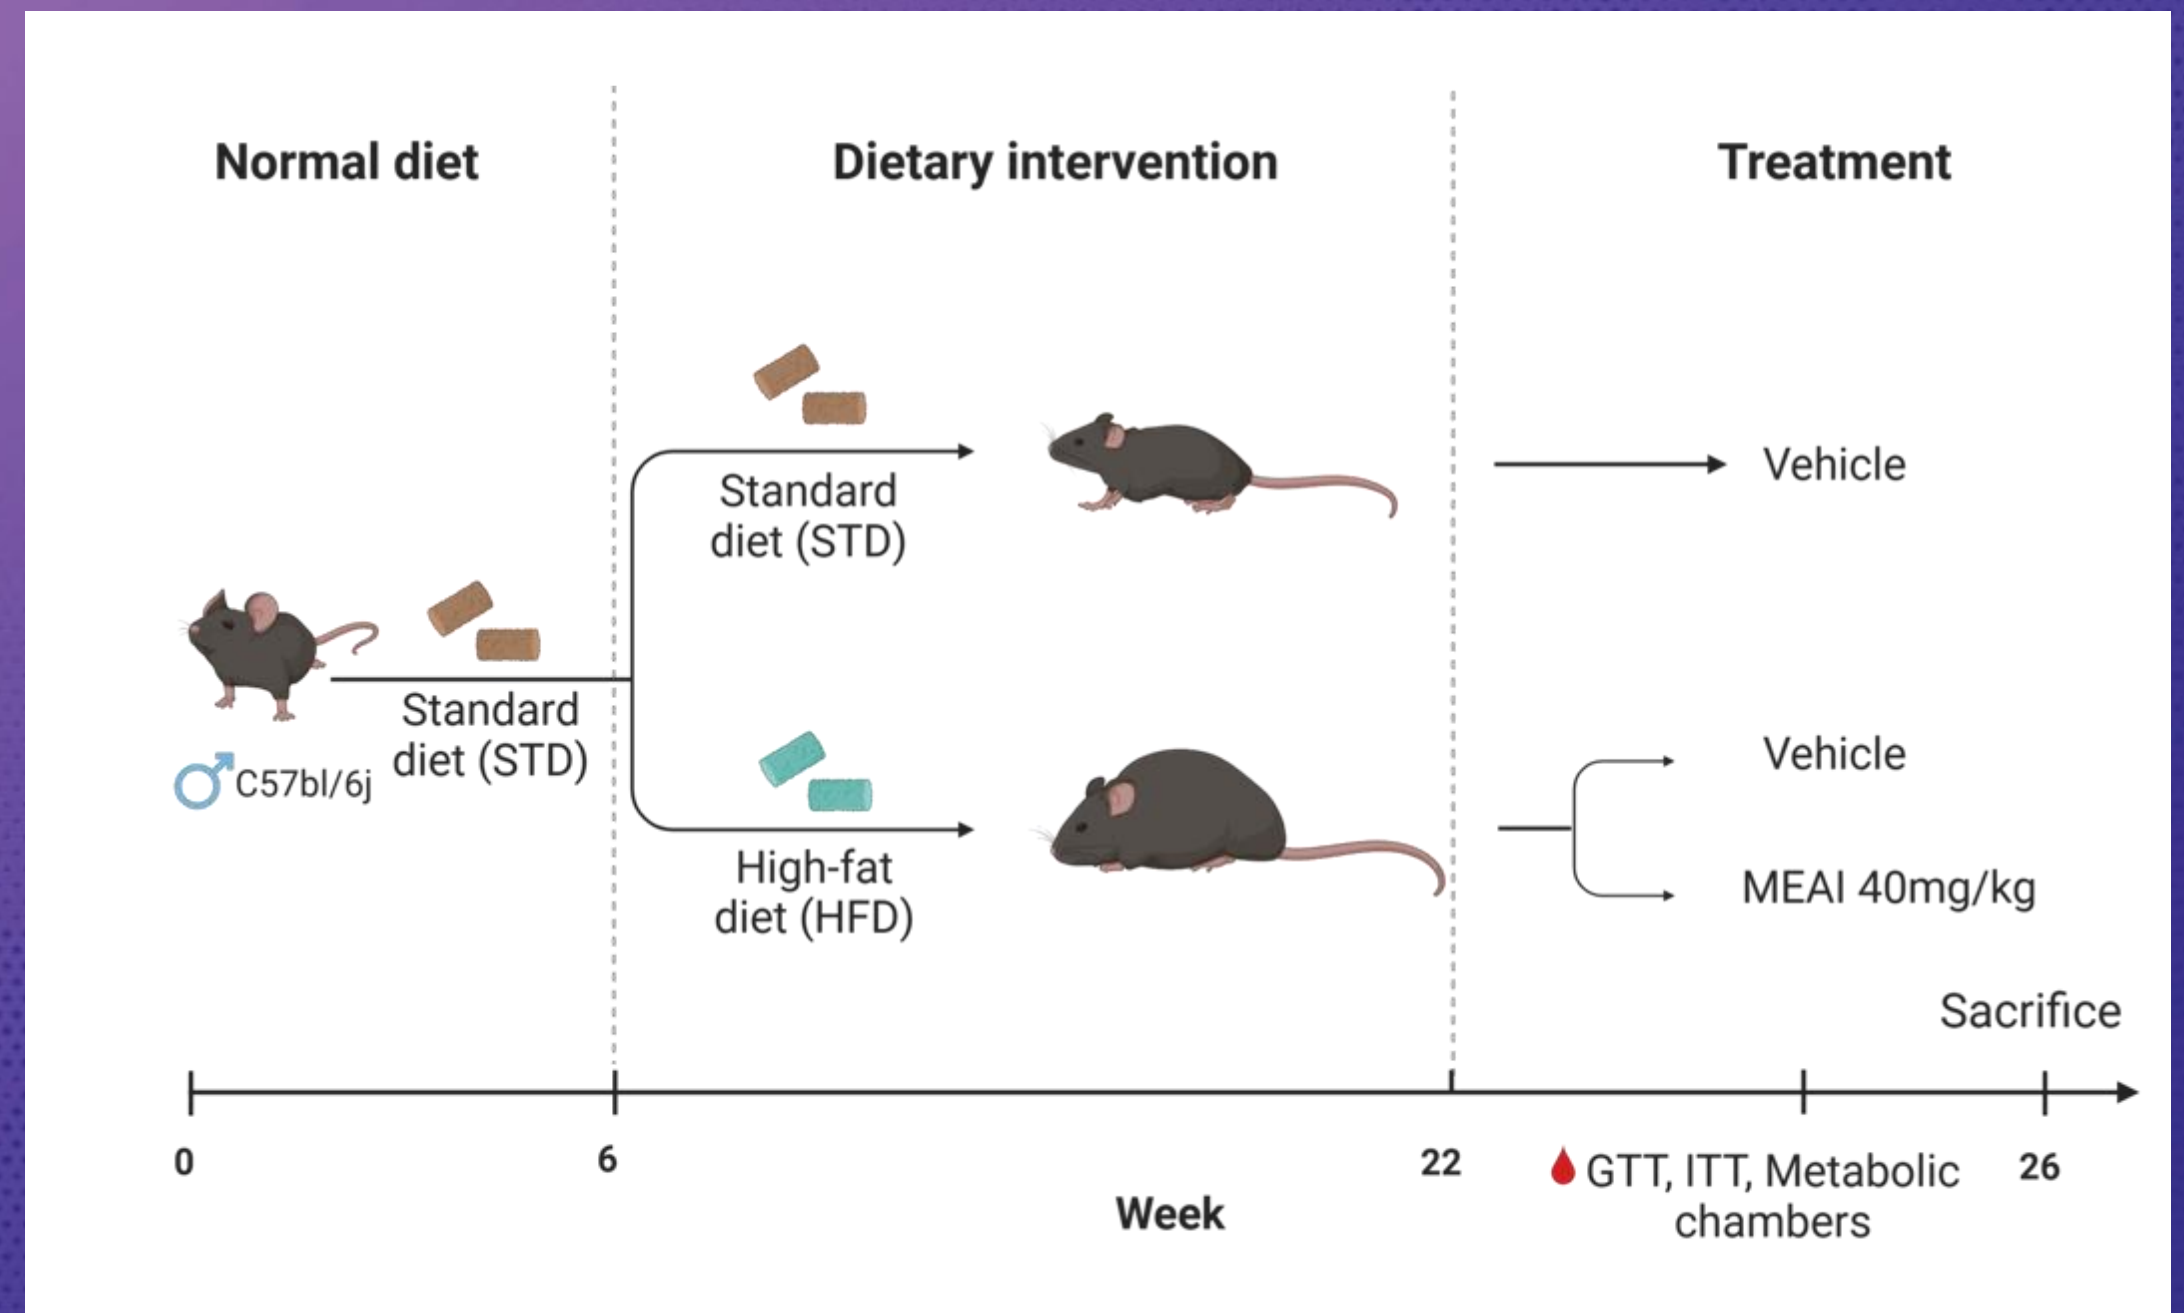 Normal diet
Dietary intervention
Treatment
Standard
diet (STD)
Vehicle
Standard
diet (STD)
C57bl/6j
High-fat
diet (HFD)
Vehicle
MEAI 40mg/kg
Sacrifice
0
6
22
GTT, ITT, Metabolic
chambers
26
Week